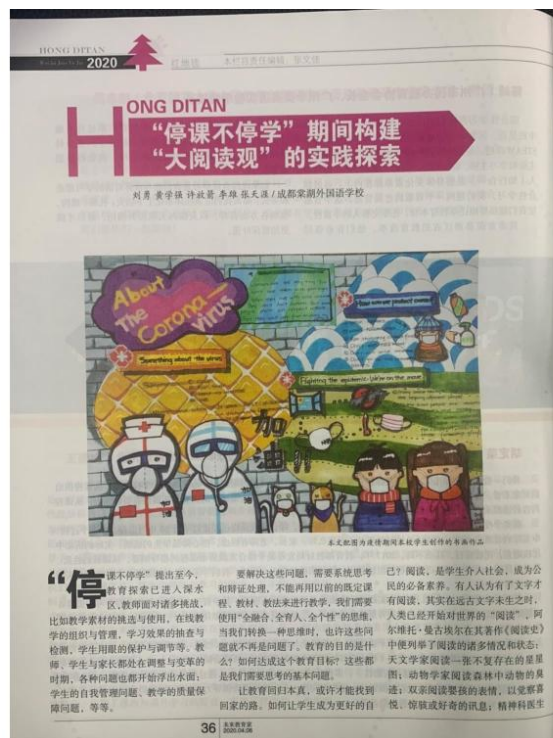 HONG DITAN
2020
红地毯
本栏目责任编辑 张文强
HONG DITAN
“停课不停学”期间构建
“大阅读观”的实践探索
刘勇 黄学强 许放晋 李雄 张天涯/成都棠湖外国语学校
About
The
Corona
Virus
Something about the virus
Fighting the epidemic
加
油
本文配图为疫情期间本校学生创作的书画作品
“停课不停学”提出至今，
教育探索已进入深水
区，教师面对诸多挑战，
比如教学素材的挑选与使用、在线教
学的组织与管理、学习效果的抽查与
检测、学生用眼的保护与调节等。教
师、学生与家长都处在调整与变革的
时期，各种问题也都开始浮出水面：
学生的自我管理问题、教学的质量保
障问题，等等。
要解决这些问题，需要系统思考
和辩证处理，不能再用以前的既定课
程、教材、教法来进行教学，我们需要
使用“全融合、全育人、全个性”的思维，
当我们转换一种思维时，也许这些问
题就不再是问题了。教育的目的是什
么？如何达成这个教育目标？这些都
是我们需要思考的基本问题。
让教育回归本真，或许才能找到
回家的路。如何让学生成为更好的自
己？阅读，是学生介入社会，成为公
民的必备素养。有人认为有了文字才
有阅读，其实在远古文字未生之时，
人类已经开始对世界的“阅读”，阿
尔维托·曼古埃尔在其著作《阅读史》
中便列举了阅读的诸多情况和状态：
天文学家阅读一张不复存在的星星
图；动物学家阅读森林中动物的臭
迹；双亲阅读婴孩的表情，以觉察喜
悦、惊骇或好奇的讯息；精神科医生
36
未来教育家
2020.04.08